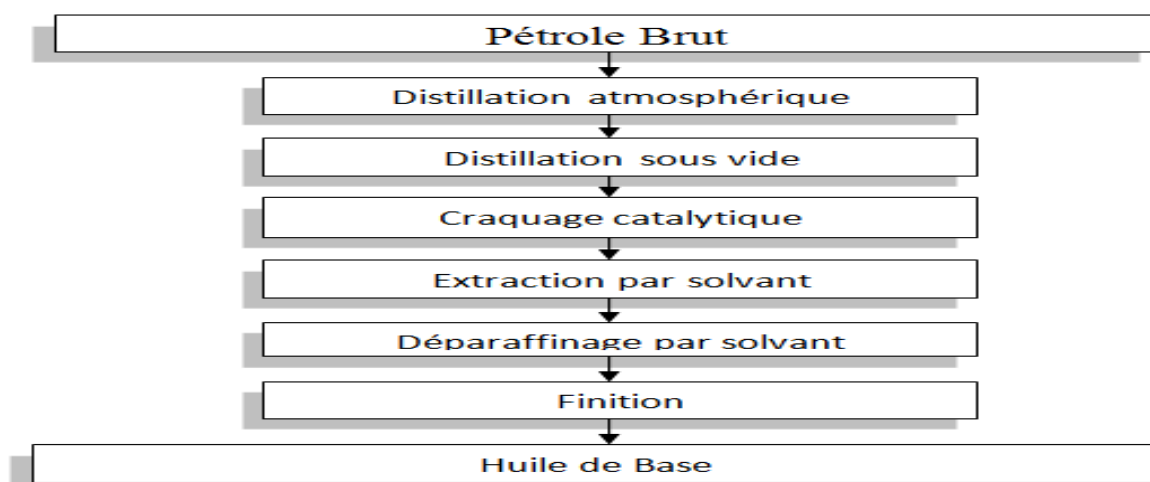 Pétrole Brut
Distillation atmosphérique
Distillation sous vide
Craquage catalytique
Extraction par solvant
Déparaffinage par solvant
Finition
Huile de Base